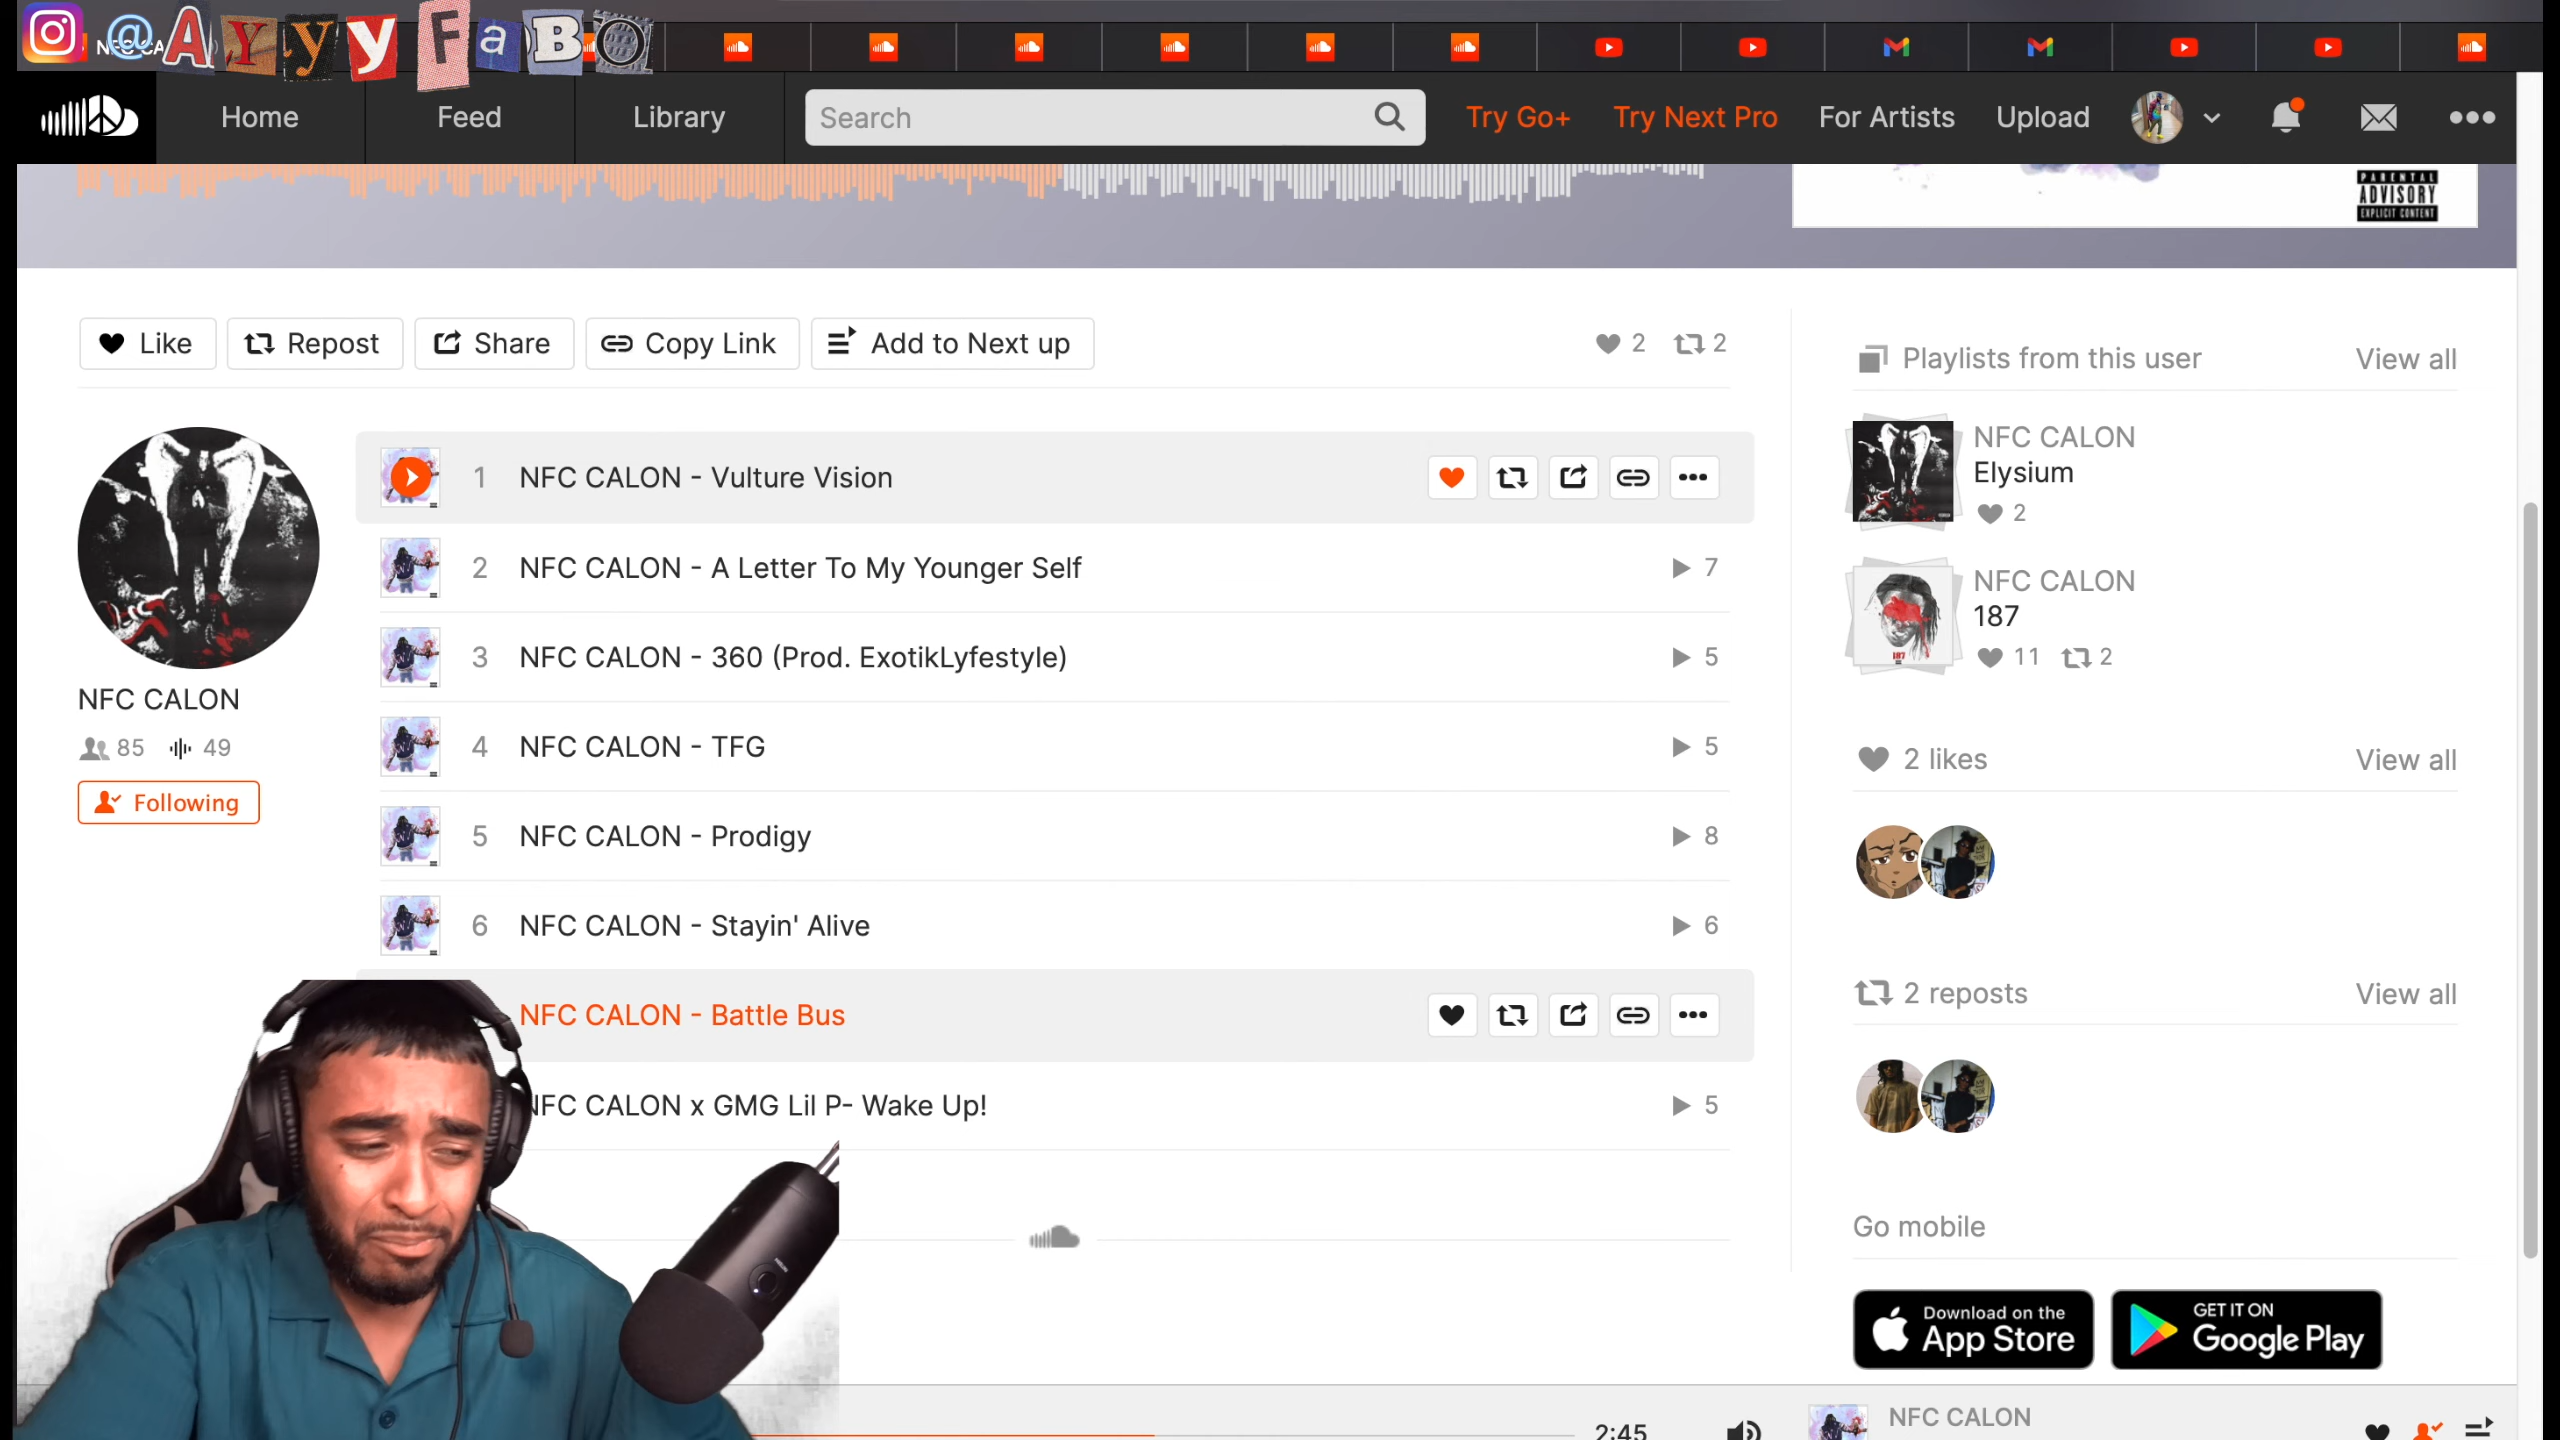 @AYyyFaBO
Home
Feed
Library
Search
Try Go+
Try Next Pro
For Artists
Upload
PARENTAL
ADVISORY
EXPLICIT CONTENT
Like
Repost
Share
Copy Link
Add to Next up
2
2
NFC CALON
85
49
Following
1 NFC CALON - Vulture Vision
2 NFC CALON - A Letter To My Younger Self 7
3 NFC CALON - 360 (Prod. ExotikLyfestyle) 5
4 NFC CALON - TFG 5
5 NFC CALON - Prodigy 8
6 NFC CALON - Stayin' Alive 6
NFC CALON - Battle Bus
NFC CALON x GMG Lil P- Wake Up! 5
Playlists from this user View all
NFC CALON
Elysium
2
NFC CALON
187
11 2
187
2 likes View all
2 reposts View all
Go mobile
Download on the
App Store
GET IT ON
Google Play
2:45
NFC CALON